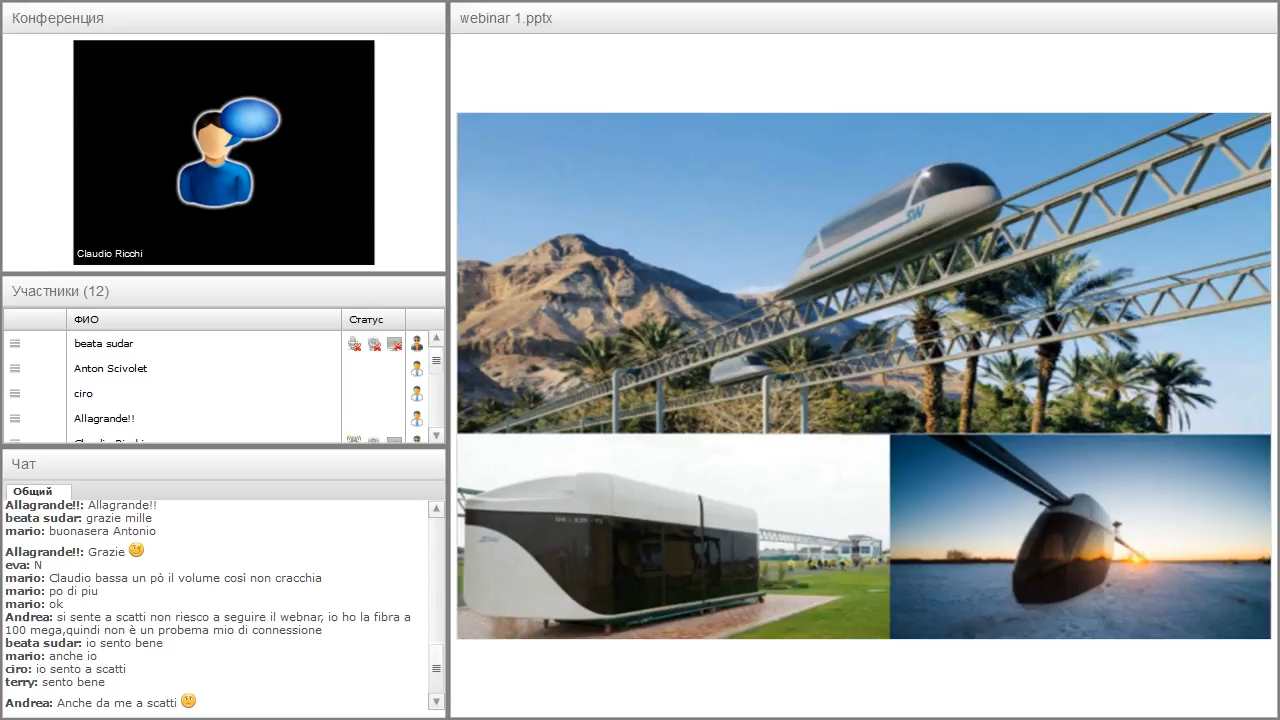 Конференция
Claudio Ricchi
Участники (12)
ФИО
Статус
beata sudar
Anton Scivolet
ciro
Allagrande!!
Чат
Общий
Allagrande!!: Allagrande!!
beata sudar: grazie mille
mario: buonasera Antonio
Allagrande!!: Grazie
eva: N
mario: Claudio bassa un pò il volume così non cracchia
mario: po di piu
mario: ok
Andrea: si sente a scatti non riesco a seguire il webnar, io ho la fibra a
100 mega,quindi non è un probema mio di connessione
beata sudar: io sento bene
mario: anche io
ciro: io sento a scatti
terry: sento bene
Andrea: Anche da me a scatti
webinar 1.pptx
SW